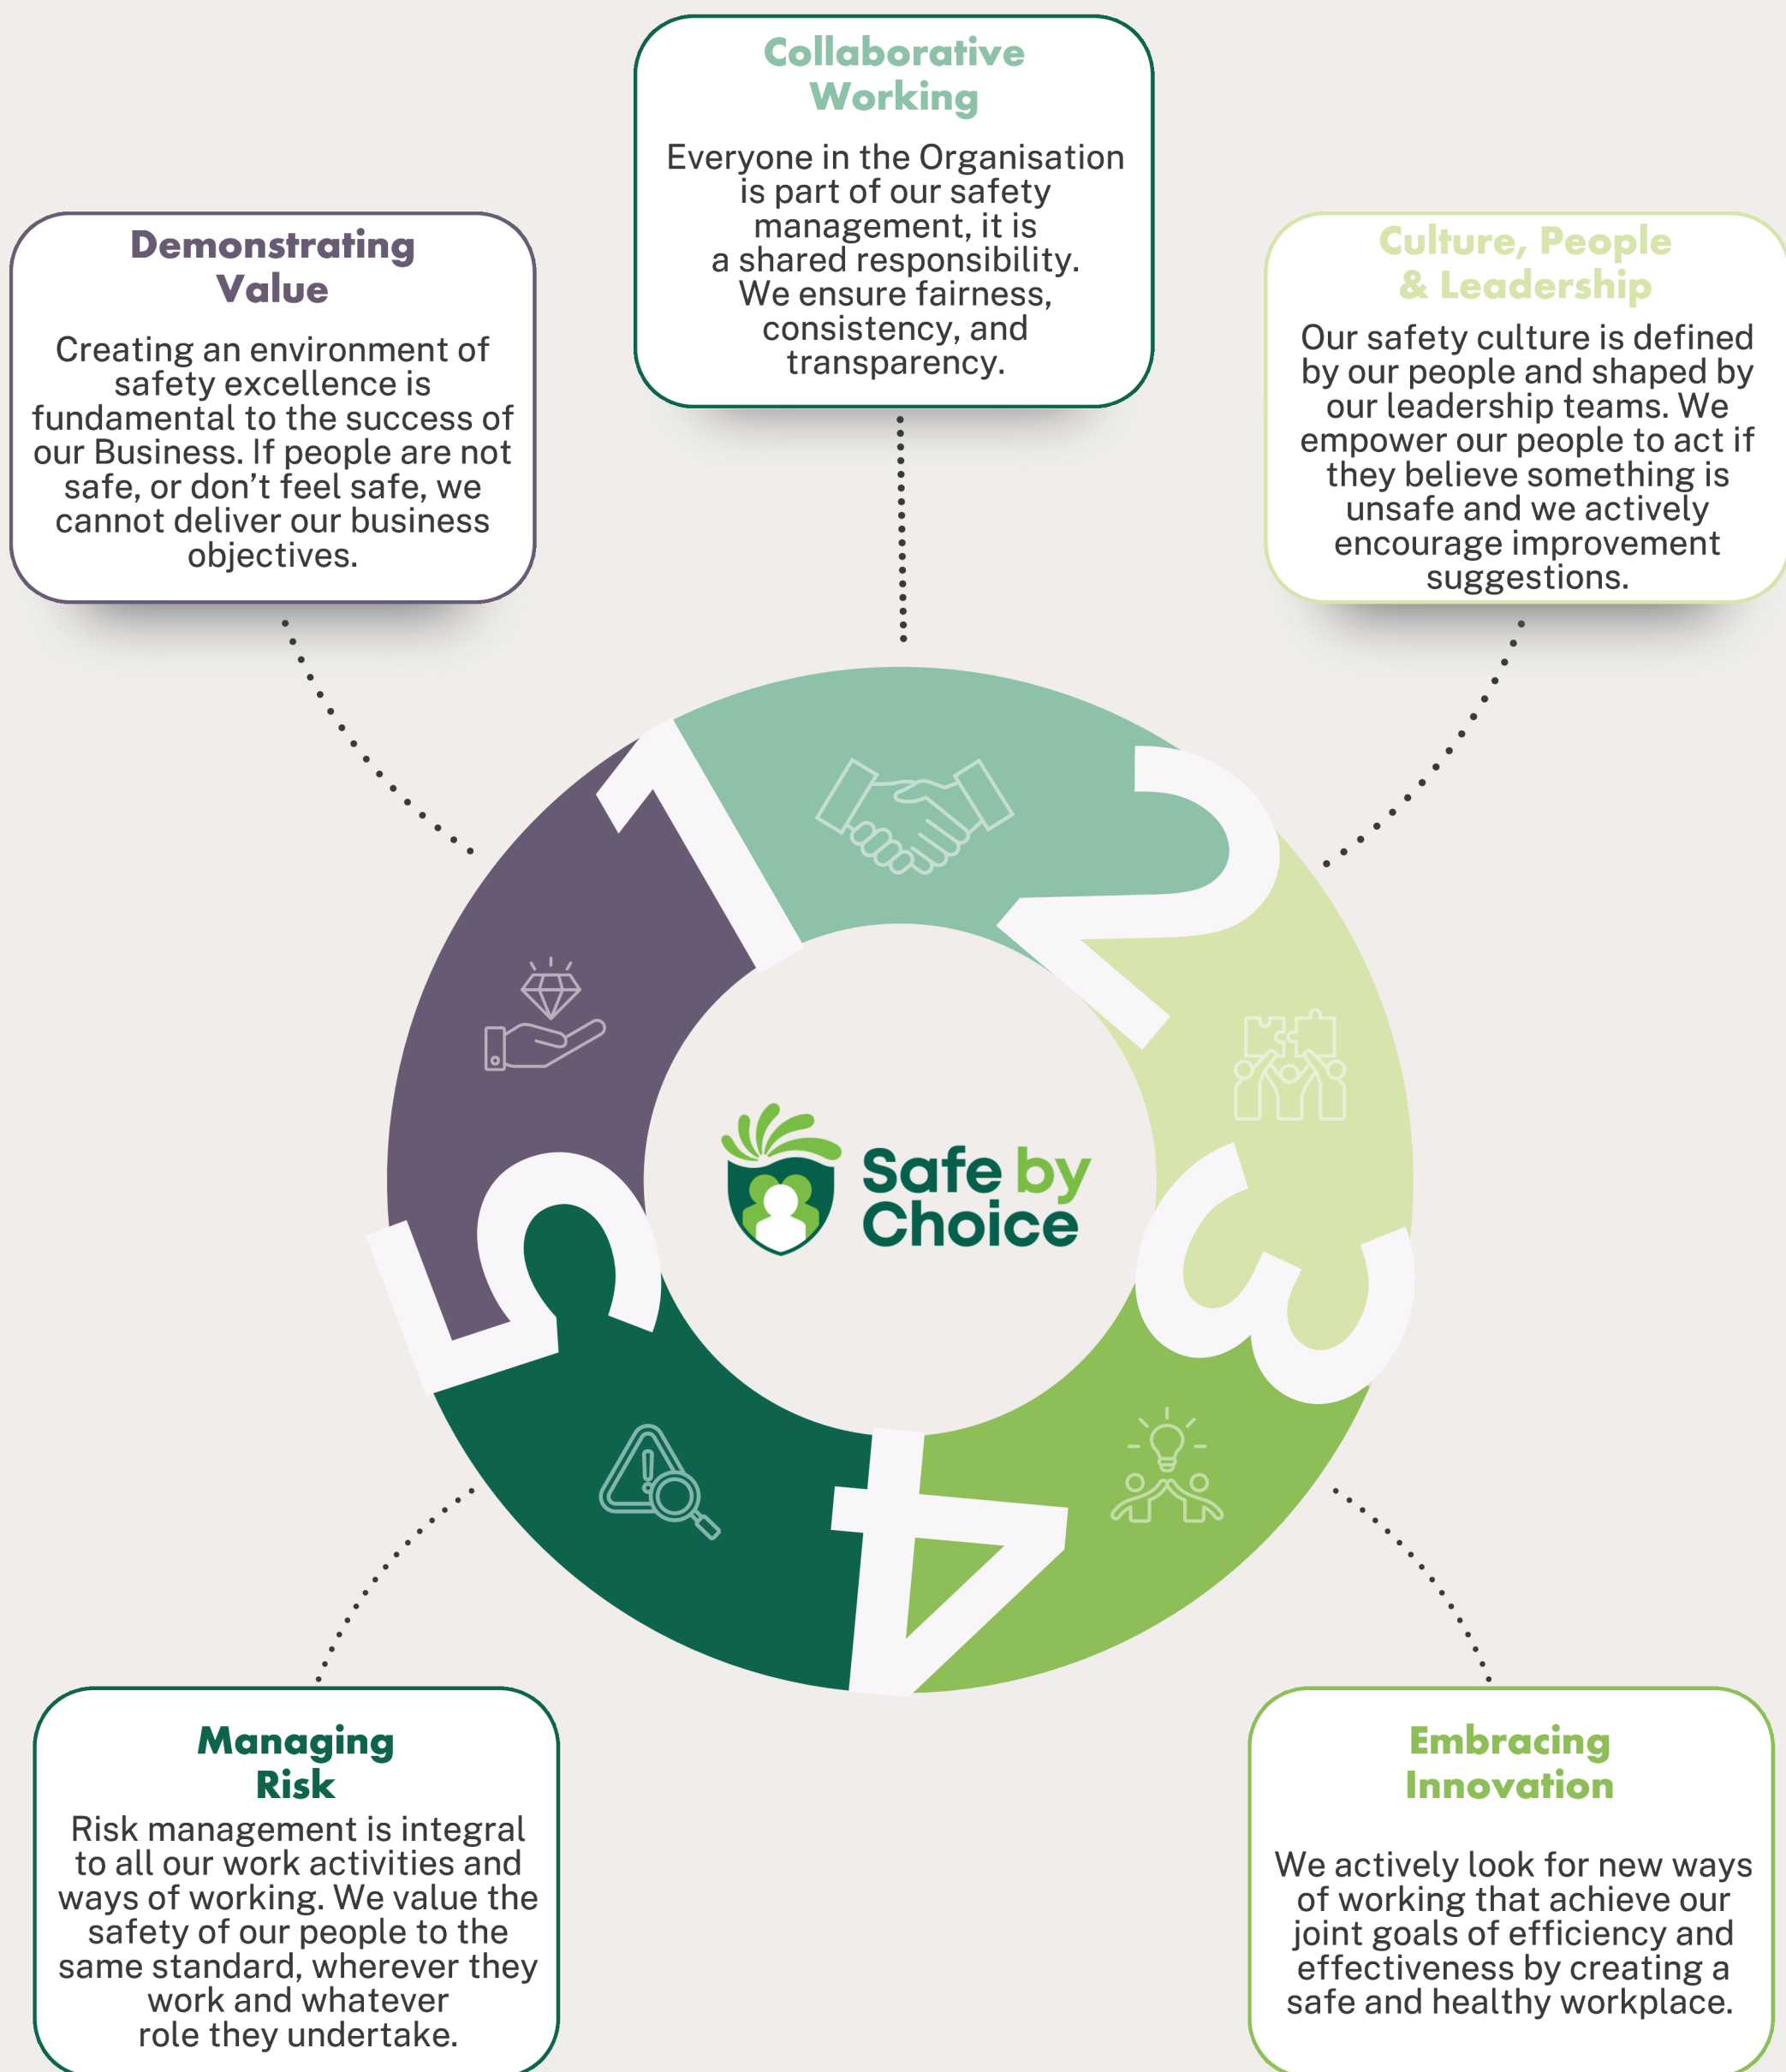 Collaborative
Working
Everyone in the Organisation
is part of our safety
management, it is
a shared responsibility.
We ensure fairness,
consistency, and
transparency.
Demonstrating
Value
Creating an environment of
safety excellence is
fundamental to the success of
our Business. If people are not
safe, or don’t feel safe, we
cannot deliver our business
objectives.
Culture, People
& Leadership
Our safety culture is defined
by our people and shaped by
our leadership teams. We
empower our people to act if
they believe something is
unsafe and we actively
encourage improvement
suggestions.
1
2
3
4
5
Safe by
Choice
Managing
Risk
Risk management is integral
to all our work activities and
ways of working. We value the
safety of our people to the
same standard, wherever they
work and whatever
role they undertake.
Embracing
Innovation
We actively look for new ways
of working that achieve our
joint goals of efficiency and
effectiveness by creating a
safe and healthy workplace.